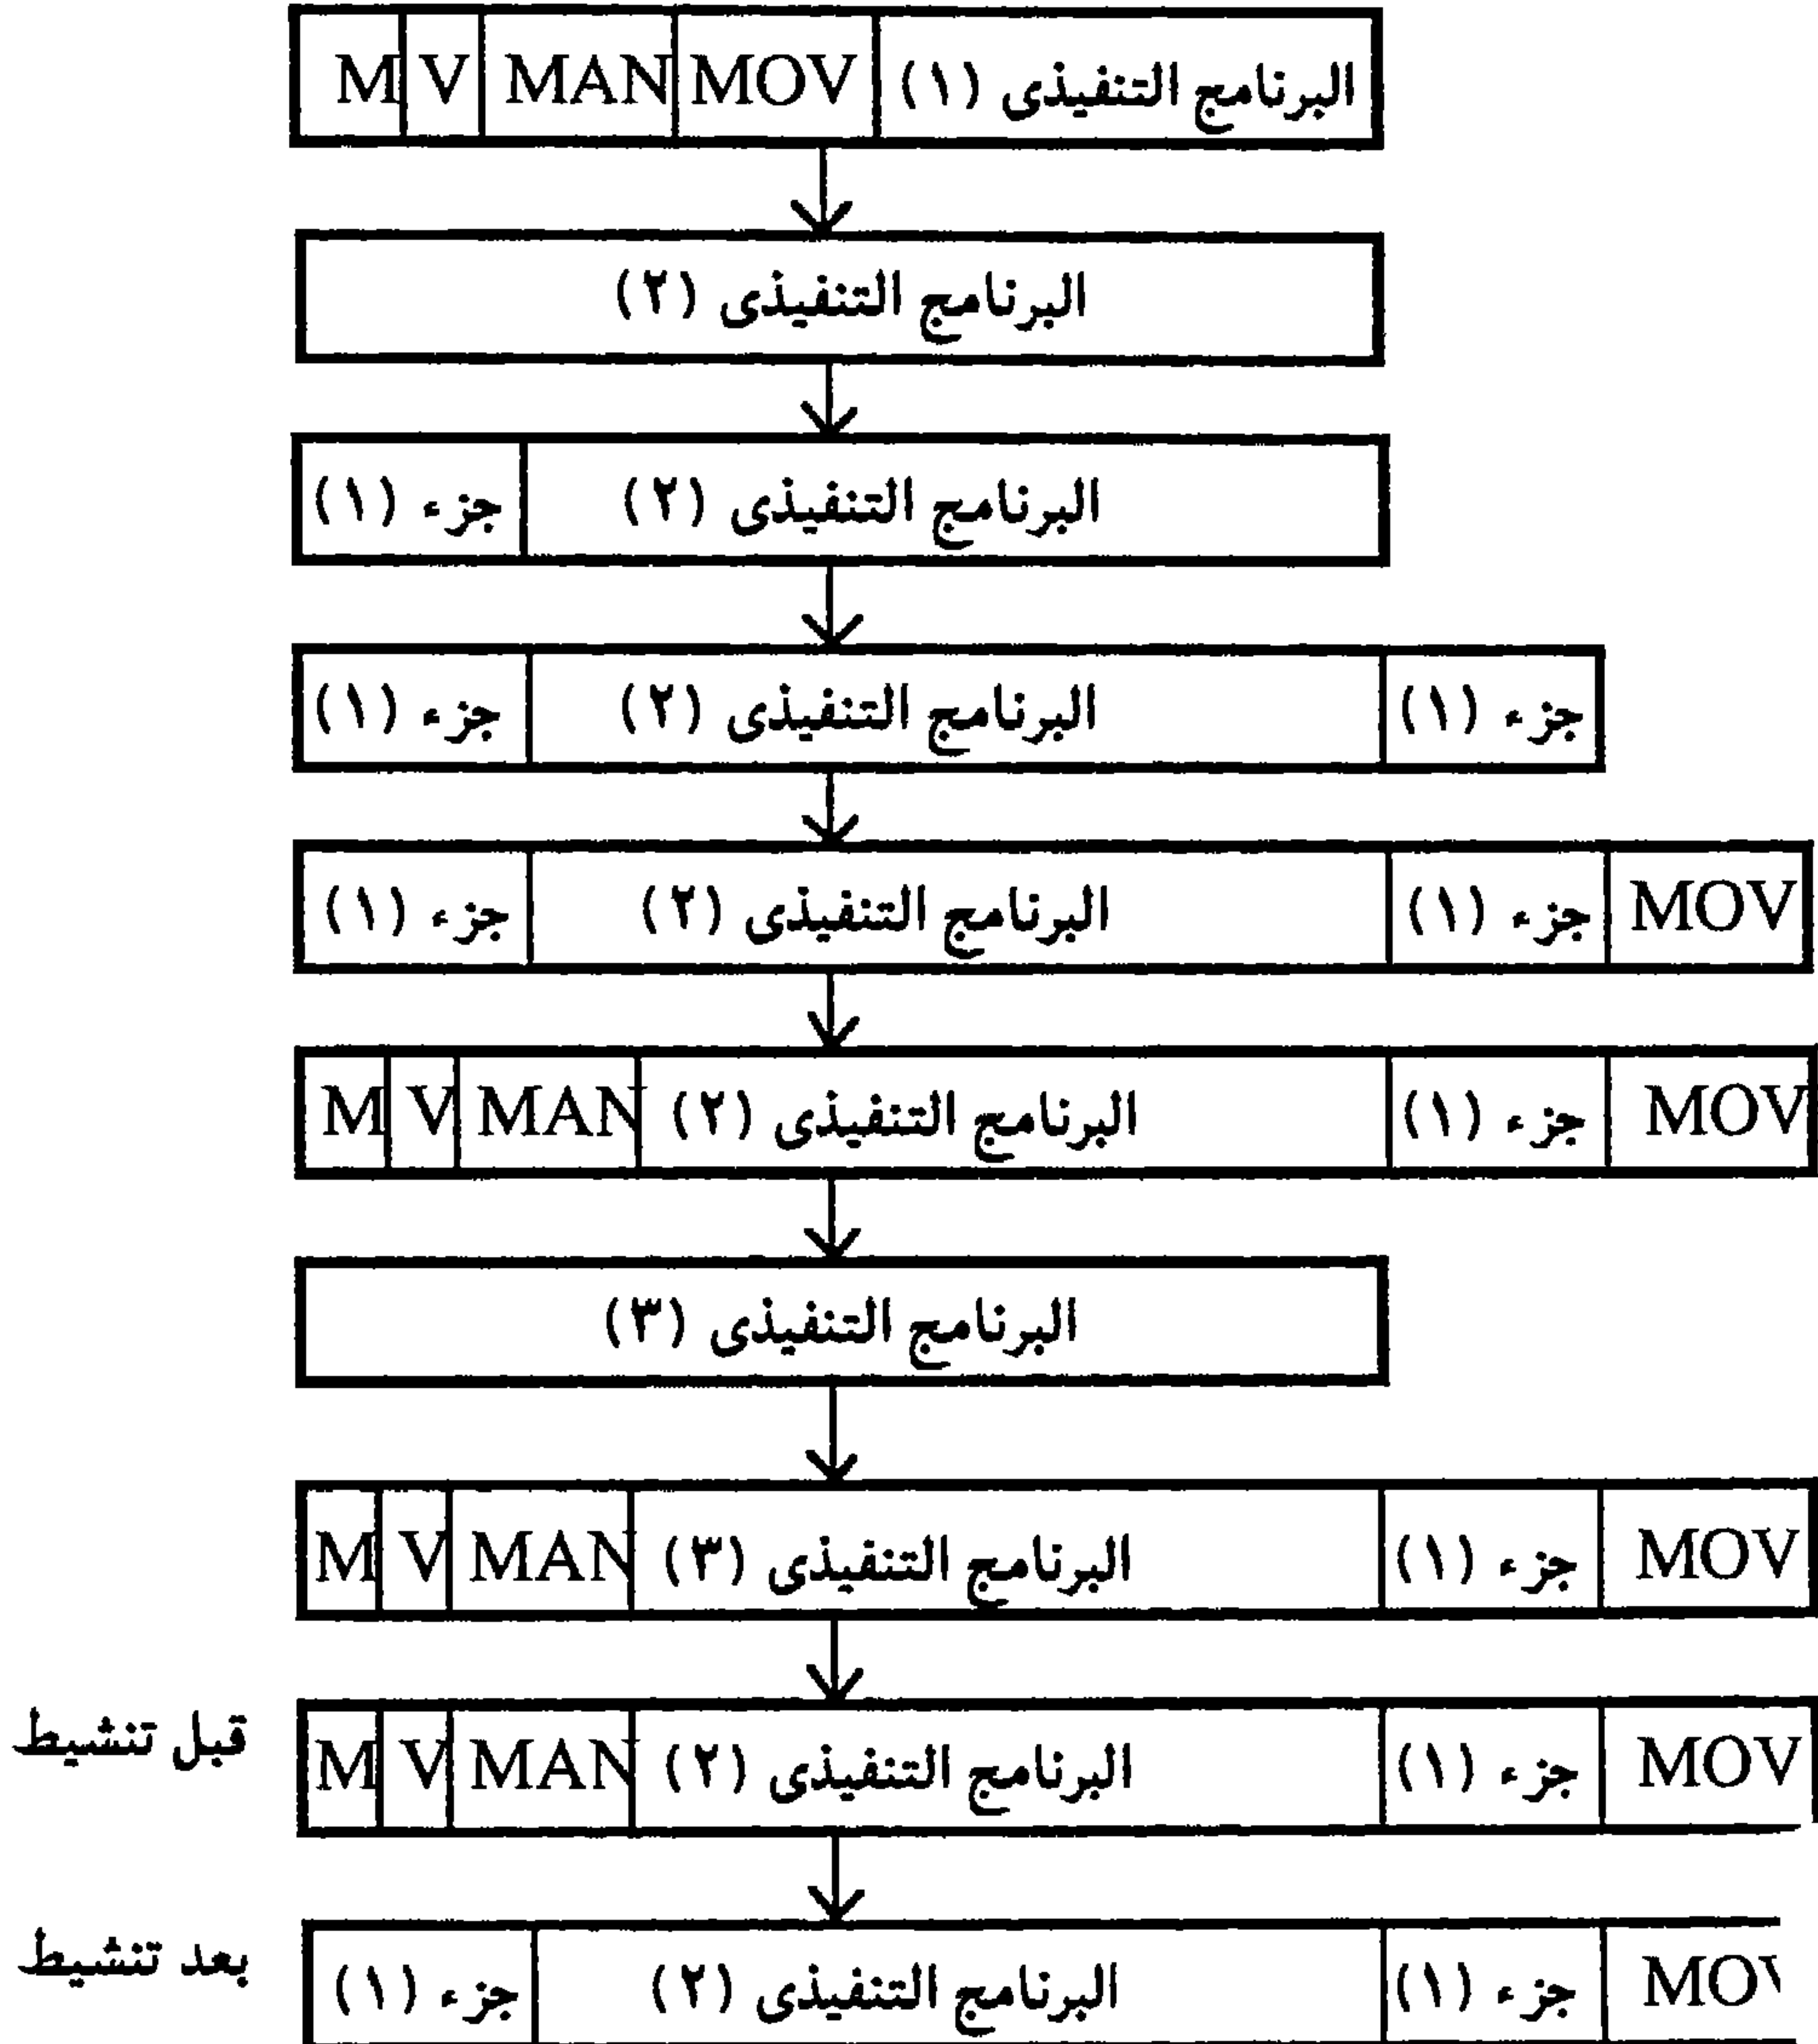 M V MAN MOV البرنامج التنفيذى (١)
البرنامج التنفيذى (٢)
جزء (١) البرنامج التنفيذى (٢)
جزء (١) البرنامج التنفيذى (٢) جزء (١)
جزء (١) البرنامج التنفيذى (٢) جزء (١) MOV
M V MAN البرنامج التنفيذى (٢) جزء (١) MOV
البرنامج التنفيذى (٣)
M V MAN البرنامج التنفيذى (٣) جزء (١) MOV
قبل تنشيط M V MAN البرنامج التنفيذى (٢) جزء (١) MOV
بعد تنشيط جزء (١) البرنامج التنفيذى (٢) جزء (١) MOV